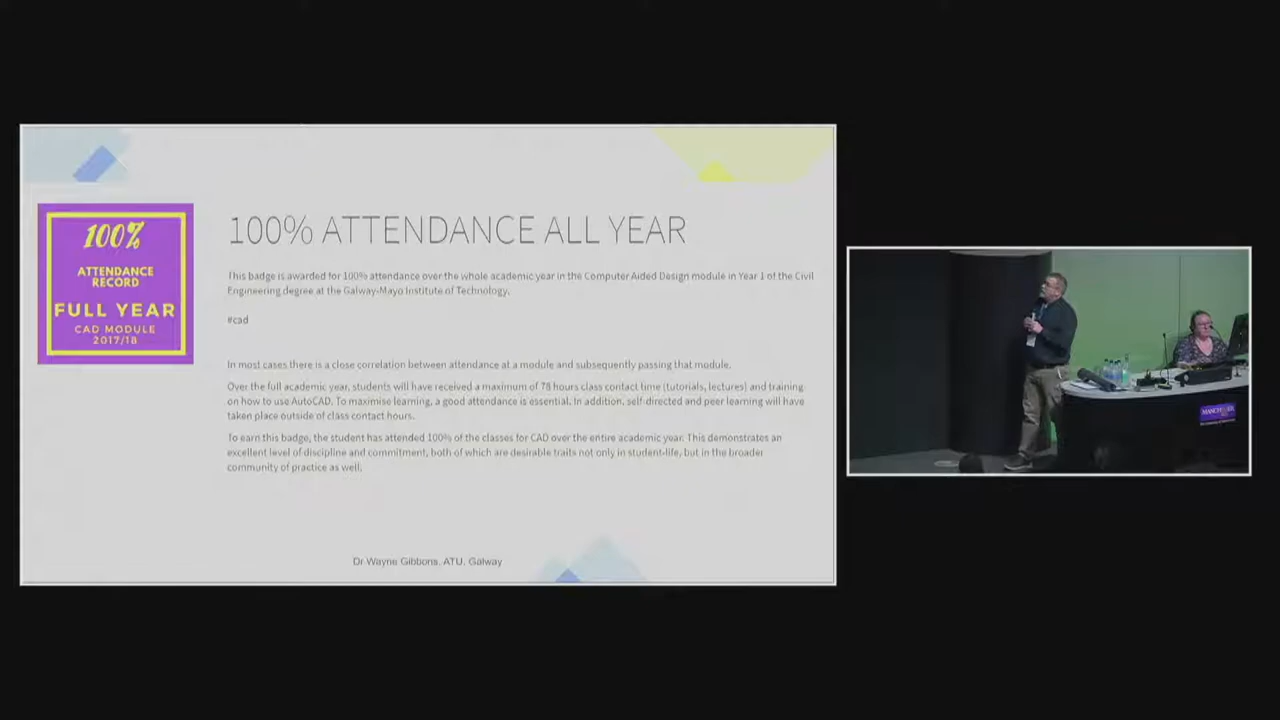 100%
ATTENDANCE
RECORD
FULL YEAR
CAD MODULE
2017/18
100% ATTENDANCE ALL YEAR
This badge is awarded for 100% attendance over the whole academic year in the Computer Aided Design module in Year 1 of the Civil
Engineering degree at the Galway-Mayo Institute of Technology.
#cad
In most cases there is a close correlation between attendance at a module and subsequently passing that module.
Over the full academic year, students will have received a maximum of 78 hours class contact time (tutorials, lectures) and training
on how to use AutoCAD. To maximise learning, a good attendance is essential. In addition, self-directed and peer learning will have
taken place outside of class contact hours.
To earn this badge, the student has attended 100% of the classes for CAD over the entire academic year. This demonstrates an
excellent level of discipline and commitment, both of which are desirable traits not only in student-life, but in the broader
community of practice as well.
Dr Wayne Gibbons. ATU. Galway